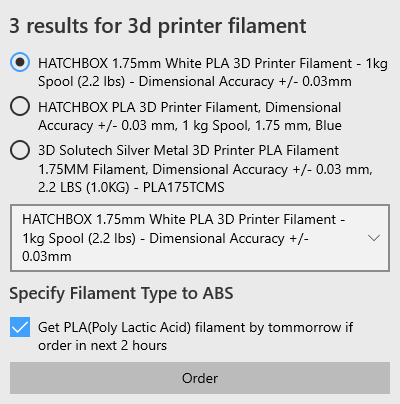 3 results for 3d printer filament
HATCHBOX 1.75mm White PLA 3D Printer Filament - 1kg
Spool (2.2 lbs) - Dimensional Accuracy +/- 0.03mm
HATCHBOX PLA 3D Printer Filament, Dimensional
Accuracy +/- 0.03 mm, 1 kg Spool, 1.75 mm, Blue
3D Solutech Silver Metal 3D Printer PLA Filament
1.75MM Filament, Dimensional Accuracy +/- 0.03 mm,
2.2 LBS (1.0KG) - PLA175TCMS
HATCHBOX 1.75mm White PLA 3D Printer Filament -
1kg Spool (2.2 lbs) - Dimensional Accuracy +/-
0.03mm
Specify Filament Type to ABS
Get PLA(Poly Lactic Acid) filament by tommorrow if
order in next 2 hours
Order